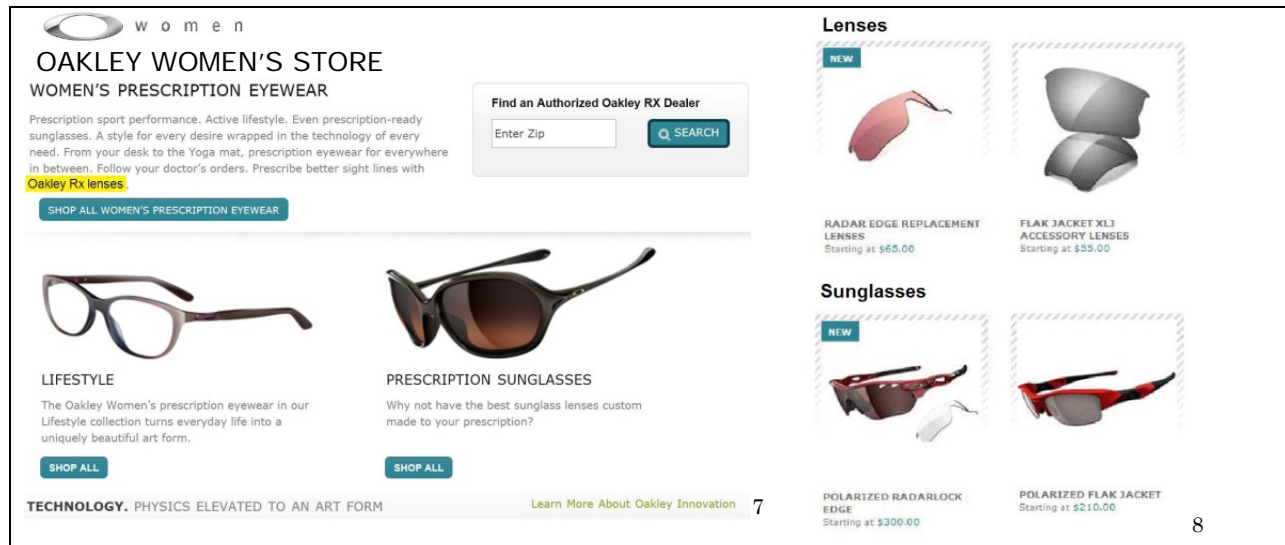 women
OAKLEY WOMEN'S STORE
WOMEN'S PRESCRIPTION EYEWEAR
Prescription sport performance. Active lifestyle. Even prescription-ready
sunglasses. A style for every desire wrapped in the technology of every
need. From your desk to the Yoga mat, prescription eyewear for everywhere
in between. Follow your doctor's orders. Prescribe better sight lines with
Oakley Rx lenses.
SHOP ALL WOMEN'S PRESCRIPTION EYEWEAR
Find an Authorized Oakley RX Dealer
Enter Zip
SEARCH
LIFESTYLE
The Oakley Women's prescription eyewear in our
Lifestyle collection turns everyday life into a
uniquely beautiful art form.
SHOP ALL
PRESCRIPTION SUNGLASSES
Why not have the best sunglass lenses custom
made to your prescription?
SHOP ALL
TECHNOLOGY. PHYSICS ELEVATED TO AN ART FORM
Learn More About Oakley Innovation
7
Lenses
NEW
RADAR EDGE REPLACEMENT
LENSES
Starting at $65.00
FLAK JACKET XLJ
ACCESSORY LENSES
Starting at $55.00
Sunglasses
NEW
POLARIZED RADARLOCK
EDGE
Starting at $300.00
POLARIZED FLAK JACKET
Starting at $210.00
8